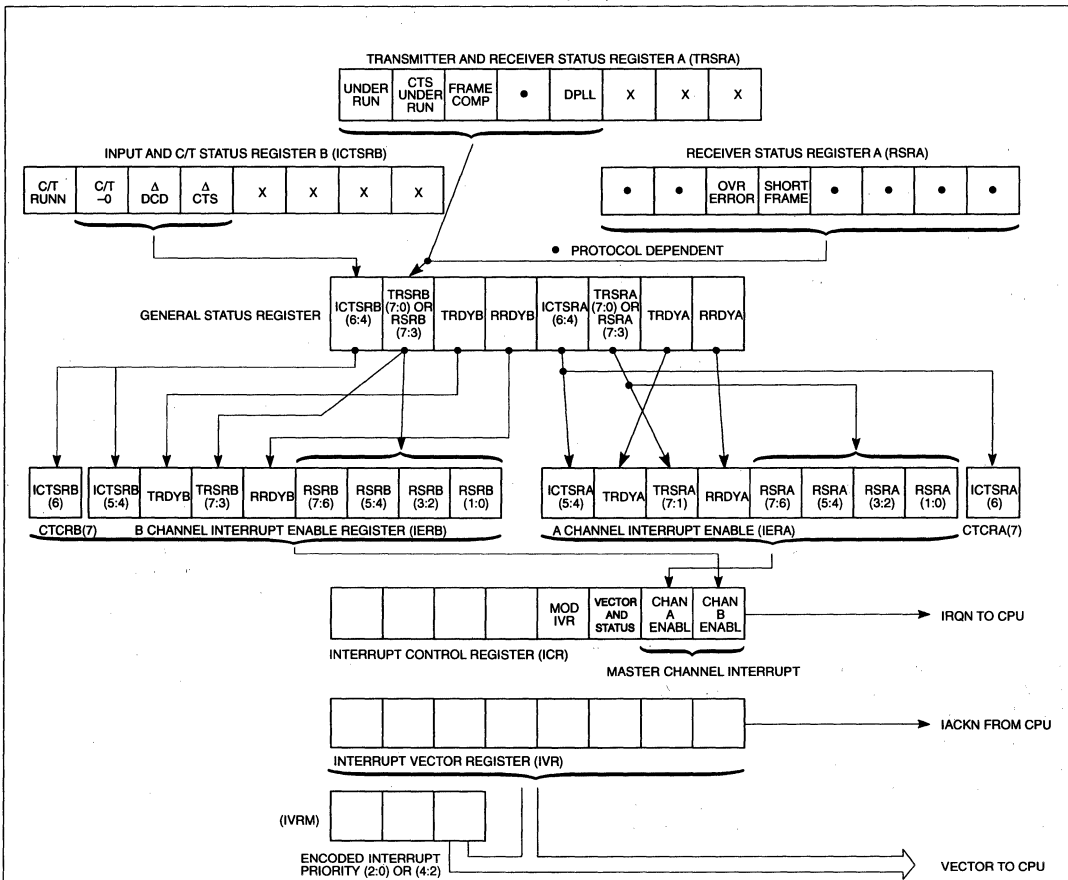 TRANSMITTER AND RECEIVER STATUS REGISTER A (TRSRA)
UNDER RUN
CTS UNDER RUN
FRAME COMP
•
DPLL
X
X
X
INPUT AND C/T STATUS REGISTER B (ICTSRB)
C/T RUNN
C/T –0
Δ DCD
Δ CTS
X
X
X
X
RECEIVER STATUS REGISTER A (RSRA)
•
•
OVR ERROR
SHORT FRAME
•
•
•
•
• PROTOCOL DEPENDENT
GENERAL STATUS REGISTER
ICTSRB (6:4)
TRSRB (7:0) OR RSRB (7:3)
TRDYB
RRDYB
ICTSRA (6:4)
TRSRA (7:0) OR RSRA (7:3)
TRDYA
RRDYA
ICTSRB (6)
ICTSRB (5:4)
TRDYB
TRSRB (7:3)
RRDYB
RSRB (7:6)
RSRB (5:4)
RSRB (3:2)
RSRB (1:0)
ICTSRA (5:4)
TRDYA
TRSRA (7:1)
RRDYA
RSRA (7:6)
RSRA (5:4)
RSRA (3:2)
RSRA (1:0)
ICTSRA (6)
CTCRB(7)
B CHANNEL INTERRUPT ENABLE REGISTER (IERB)
A CHANNEL INTERRUPT ENABLE (IERA)
CTCRA(7)
MOD IVR
VECTOR AND STATUS
CHAN A ENABL
CHAN B ENABL
IRQN TO CPU
INTERRUPT CONTROL REGISTER (ICR)
MASTER CHANNEL INTERRUPT
IACKN FROM CPU
INTERRUPT VECTOR REGISTER (IVR)
(IVRM)
ENCODED INTERRUPT
PRIORITY (2:0) OR (4:2)
VECTOR TO CPU